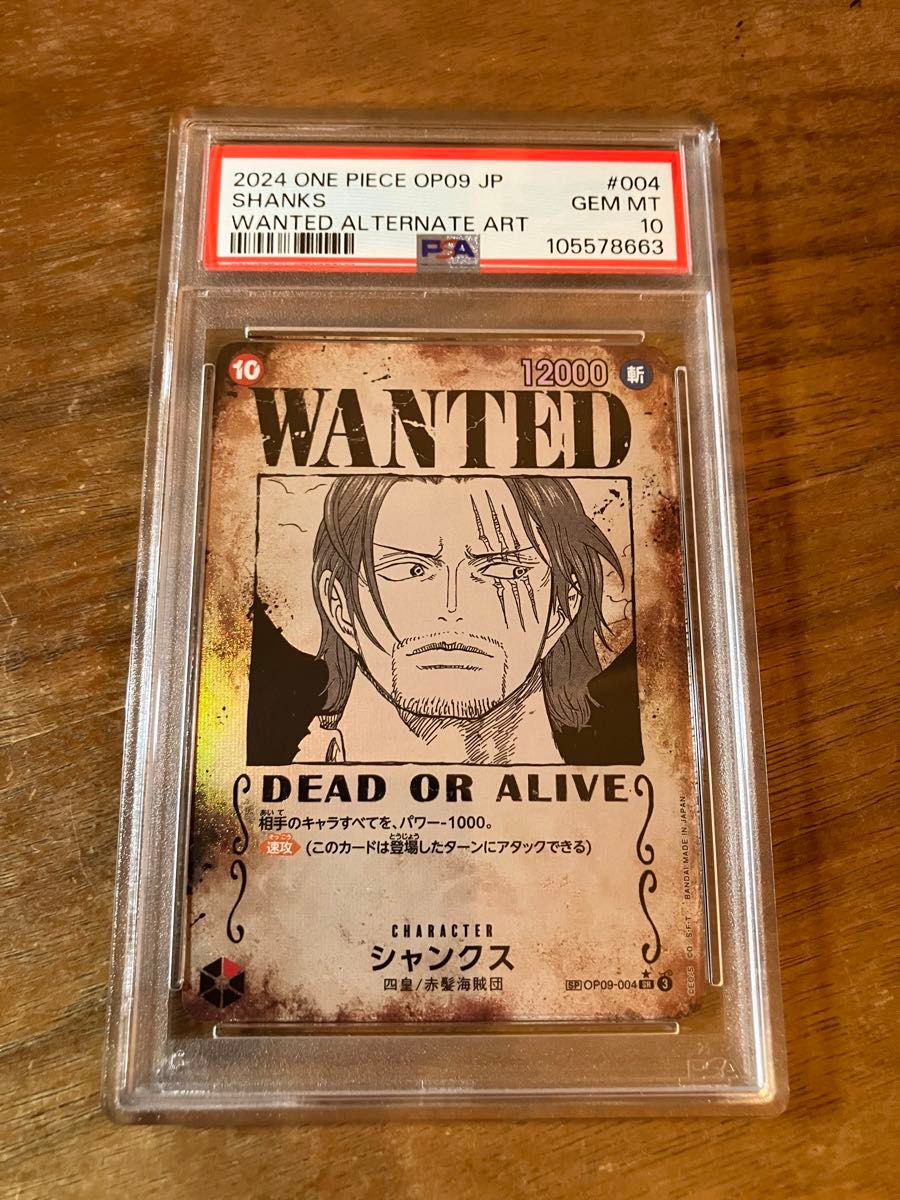 2024 ONE PIECE OP09 JP #004
SHANKS GEM MT
WANTED ALTERNATE ART 10
PSA 105578663
10 12000 斬
WANTED
DEAD OR ALIVE
相手のキャラすべてを、パワー-1000。
速攻 (このカードは登場したターンにアタックできる)
CHARACTER
シャンクス
四皇/赤髪海賊団
SP OP09-004 SR 3
BANDAI MADE IN JAPAN
PSA